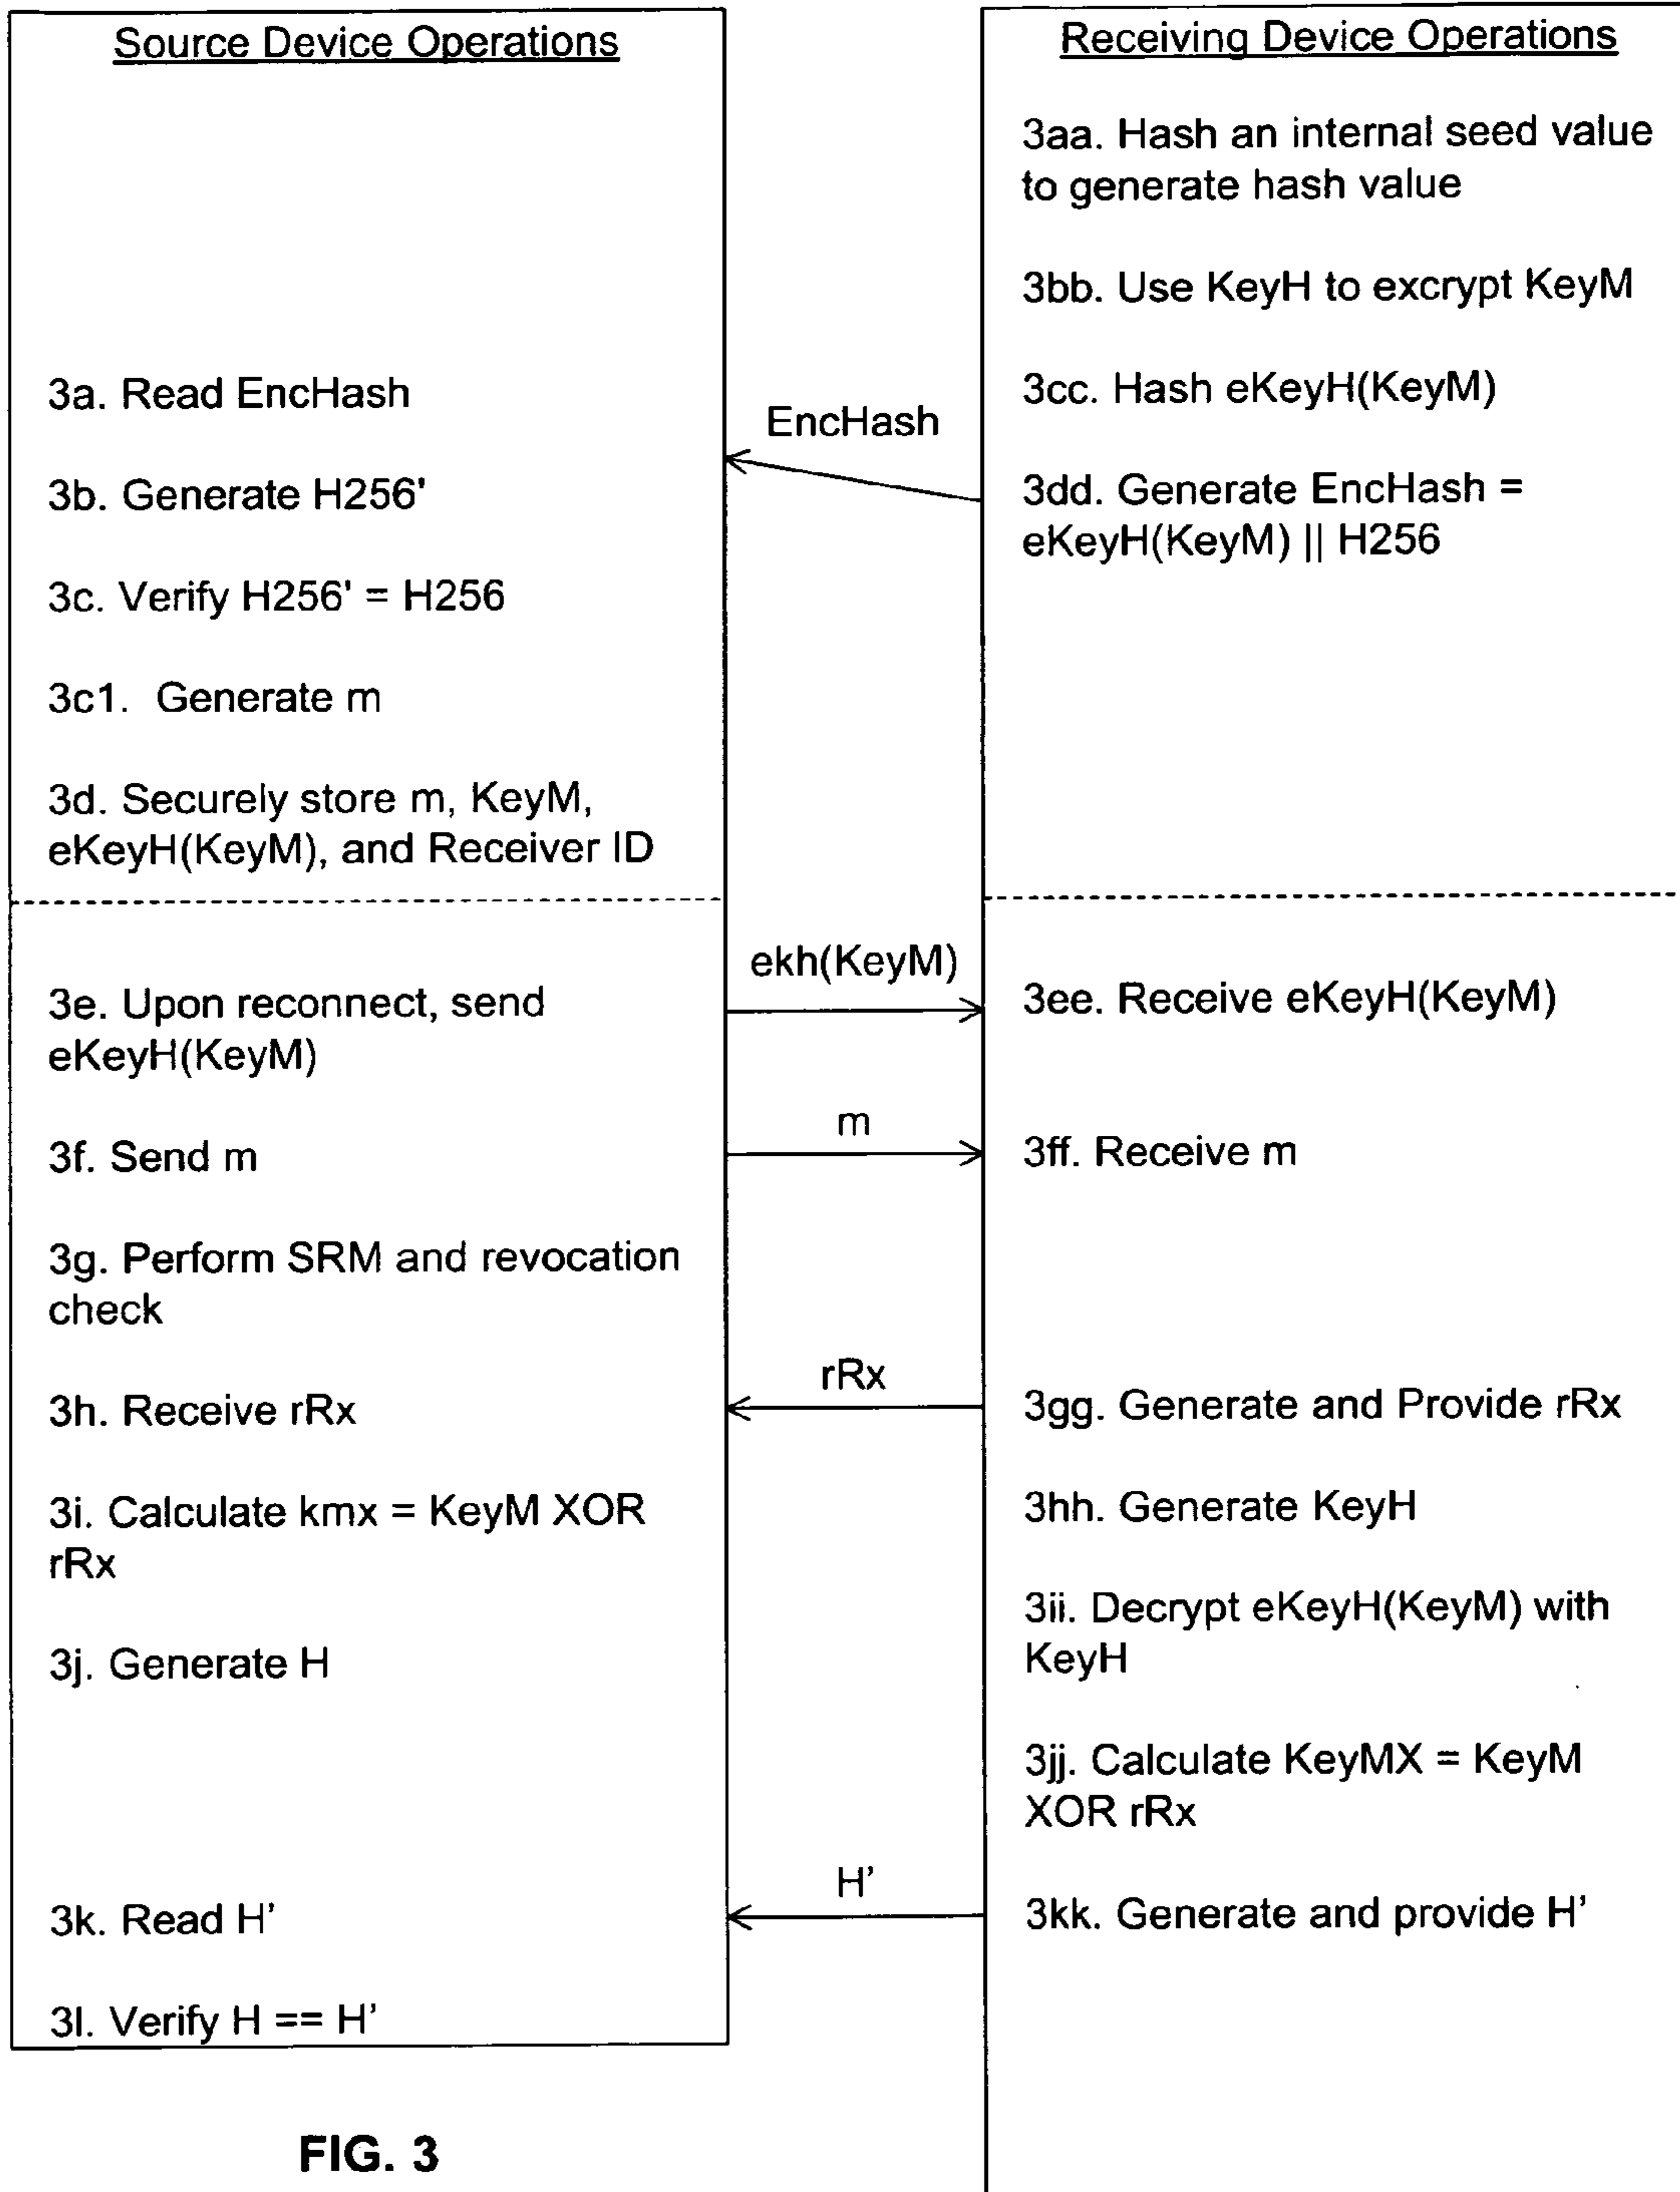 Source Device Operations
3a. Read EncHash
3b. Generate H256'
3c. Verify H256' = H256
3c1. Generate m
3d. Securely store m, KeyM,
eKeyH(KeyM), and Receiver ID
3e. Upon reconnect, send
eKeyH(KeyM)
3f. Send m
3g. Perform SRM and revocation
check
3h. Receive rRx
3i. Calculate kmx = KeyM XOR
rRx
3j. Generate H
3k. Read H'
3l. Verify H == H'
EncHash
ekh(KeyM)
m
rRx
H'
Receiving Device Operations
3aa. Hash an internal seed value
to generate hash value
3bb. Use KeyH to excrypt KeyM
3cc. Hash eKeyH(KeyM)
3dd. Generate EncHash =
eKeyH(KeyM) || H256
3ee. Receive eKeyH(KeyM)
3ff. Receive m
3gg. Generate and Provide rRx
3hh. Generate KeyH
3ii. Decrypt eKeyH(KeyM) with
KeyH
3jj. Calculate KeyMX = KeyM
XOR rRx
3kk. Generate and provide H'
FIG. 3